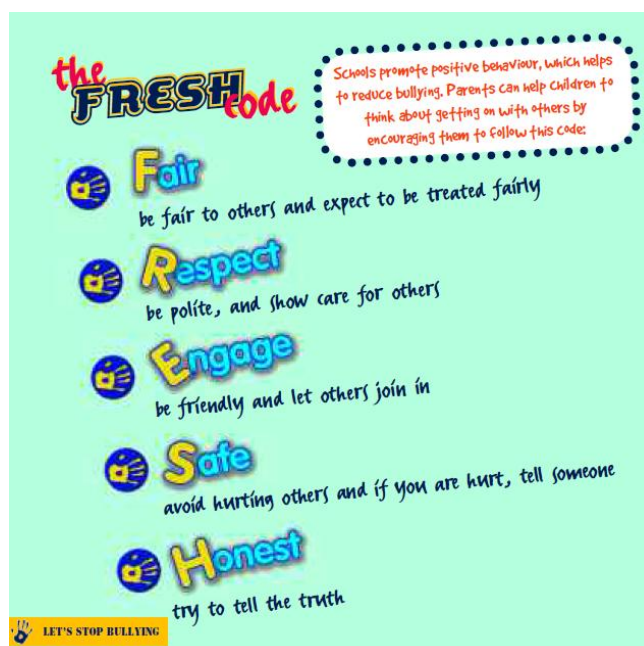 the
FRESH
code
Schools promote positive behaviour, which helps
to reduce bullying. Parents can help children to
think about getting on with others by
encouraging them to follow this code:
Fair
be fair to others and expect to be treated fairly
Respect
be polite, and show care for others
Engage
be friendly and let others join in
Safe
avoid hurting others and if you are hurt, tell someone
Honest
try to tell the truth
LET'S STOP BULLYING